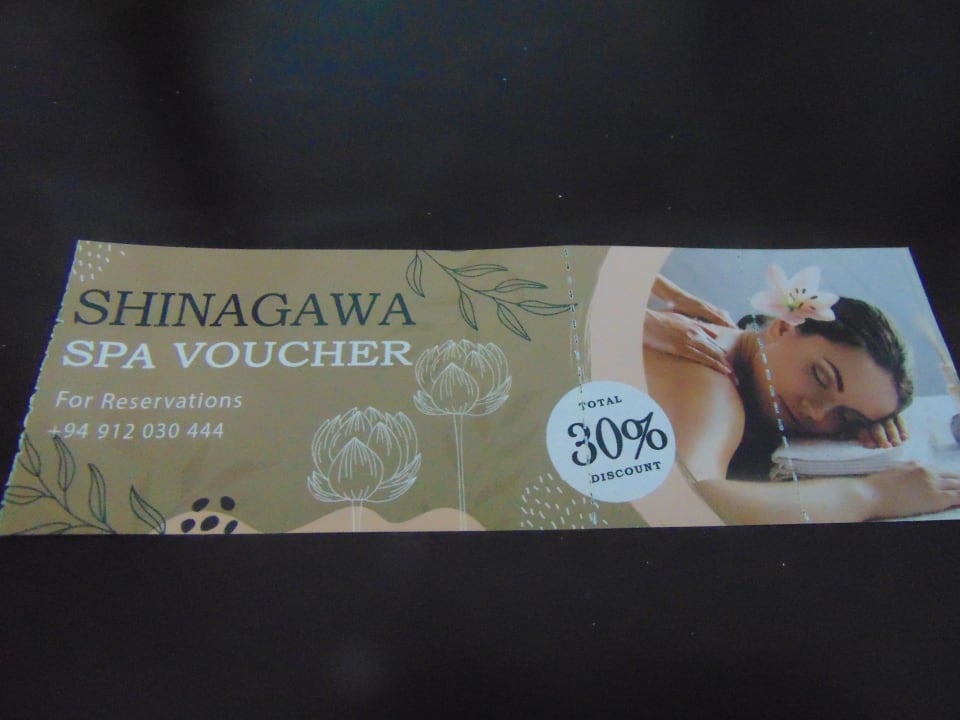 SHINAGAWA
SPA VOUCHER
For Reservations
+94 912 030 444
TOTAL
30%
DISCOUNT